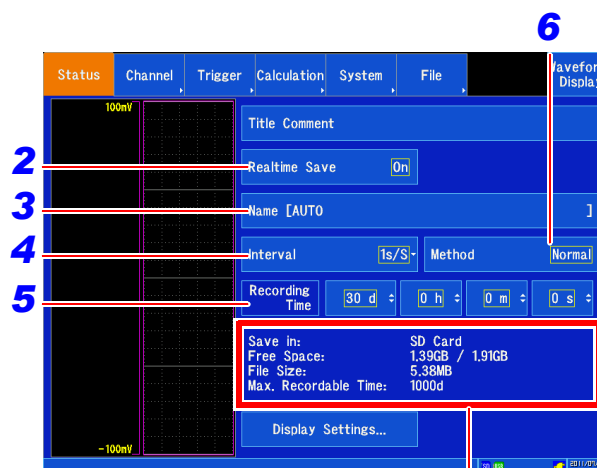 6
Status Channel Trigger Calculation System File Wavefor
Displa
100mV
Title Comment
2 Realtime Save On
3 Name [AUTO ]
4 Interval 1s/S Method Normal
5 Recording Time 30 d 0 h 0 m 0 s
Save in: SD Card
Free Space: 1.39GB / 1.91GB
File Size: 5.38MB
Max. Recordable Time: 1000d
Display Settings...
-100mV